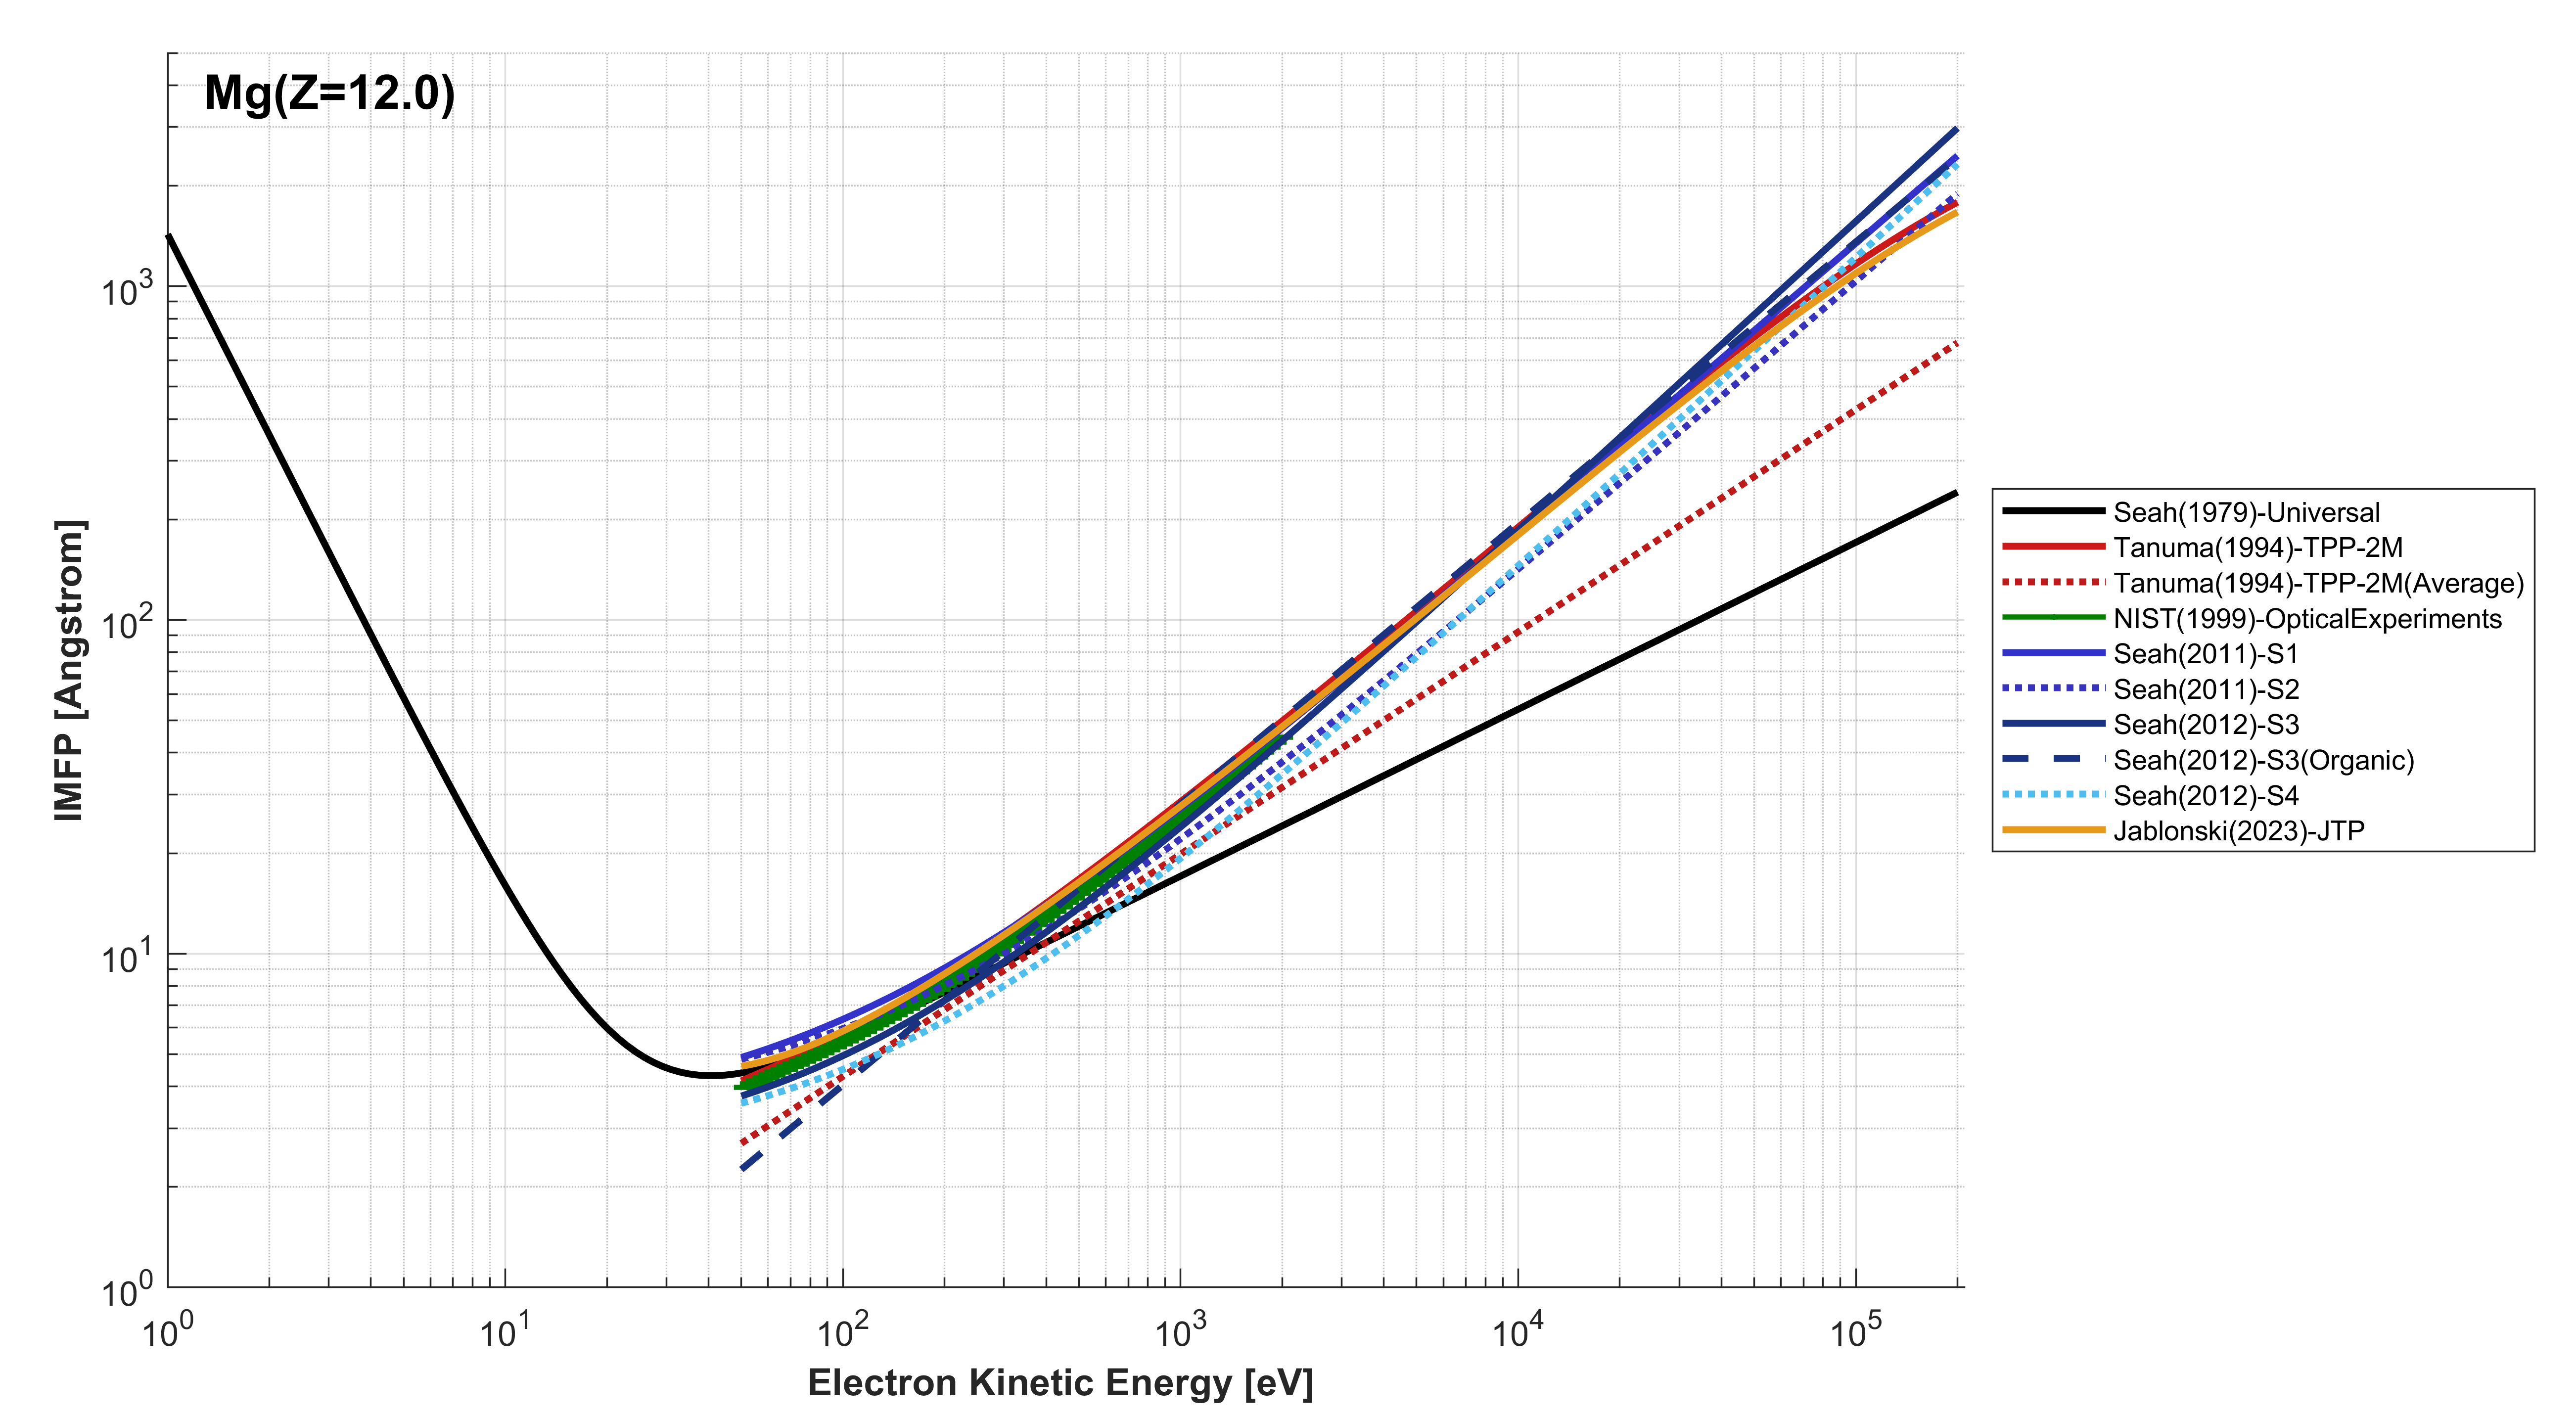 Mg(Z=12.0)
IMFP [Angstrom]
10^3
10^2
10^1
10^0
10^0 10^1 10^2 10^3 10^4 10^5
Electron Kinetic Energy [eV]
Seah(1979)-Universal
Tanuma(1994)-TPP-2M
Tanuma(1994)-TPP-2M(Average)
NIST(1999)-OpticalExperiments
Seah(2011)-S1
Seah(2011)-S2
Seah(2012)-S3
Seah(2012)-S3(Organic)
Seah(2012)-S4
Jablonski(2023)-JTP